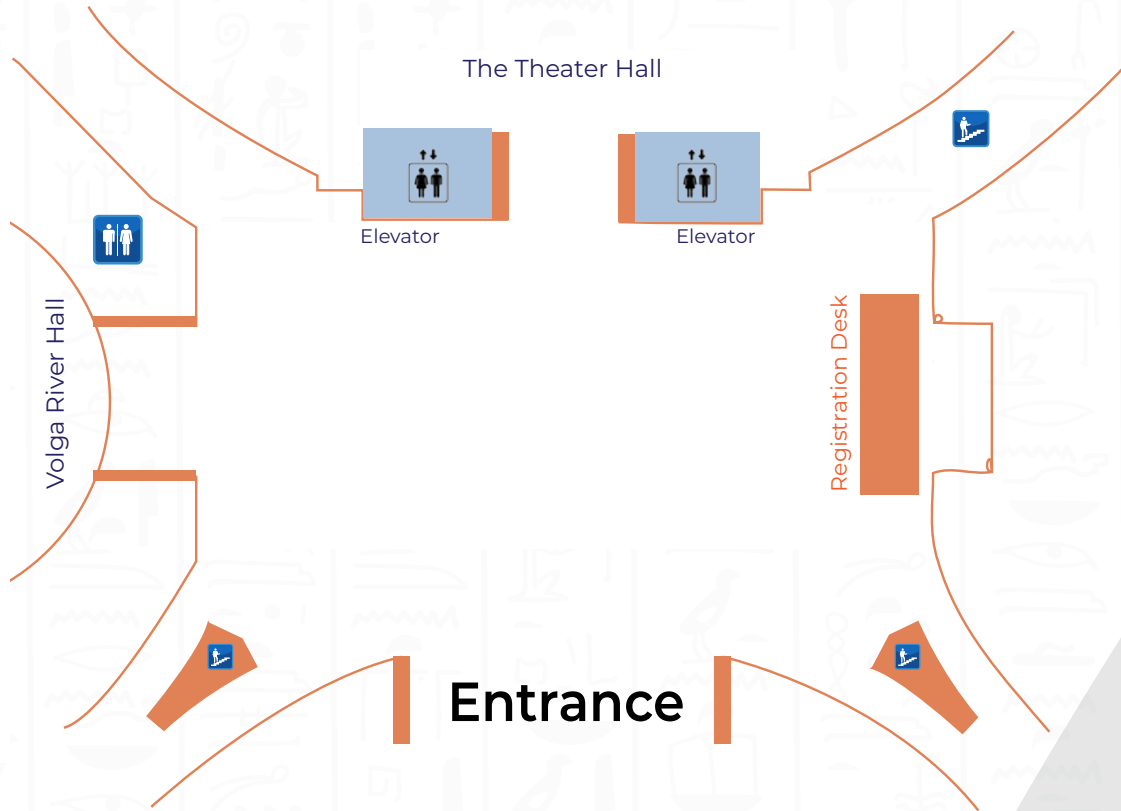 The Theater Hall
Elevator
Elevator
Volga River Hall
Registration Desk
Entrance